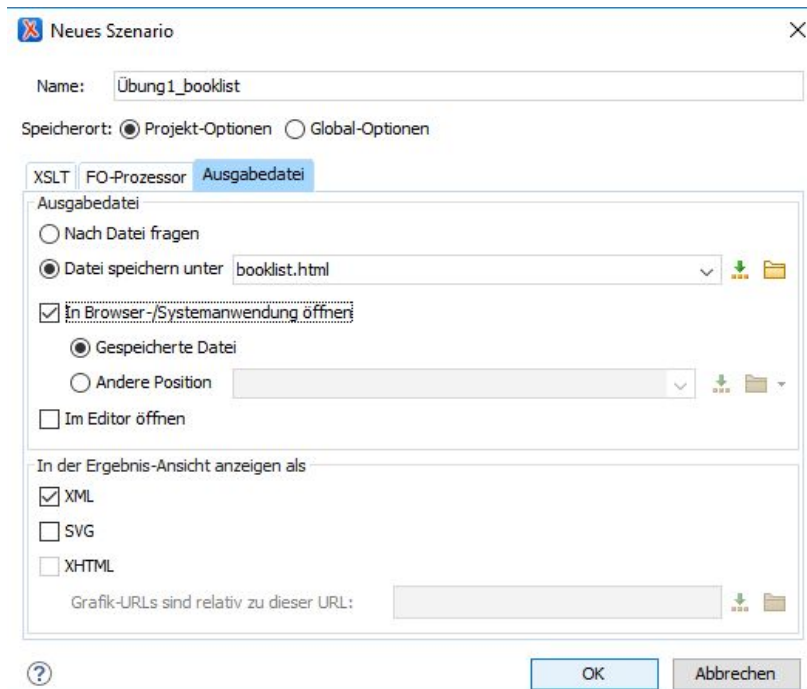 Neues Szenario
Name: Übung1_booklist
Speicherort: Projekt-Optionen Global-Optionen
XSLT FO-Prozessor Ausgabedatei
Ausgabedatei
Nach Datei fragen
Datei speichern unter booklist.html
In Browser-/Systemanwendung öffnen
Gespeicherte Datei
Andere Position
Im Editor öffnen
In der Ergebnis-Ansicht anzeigen als
XML
SVG
XHTML
Grafik-URLs sind relativ zu dieser URL:
? OK Abbrechen